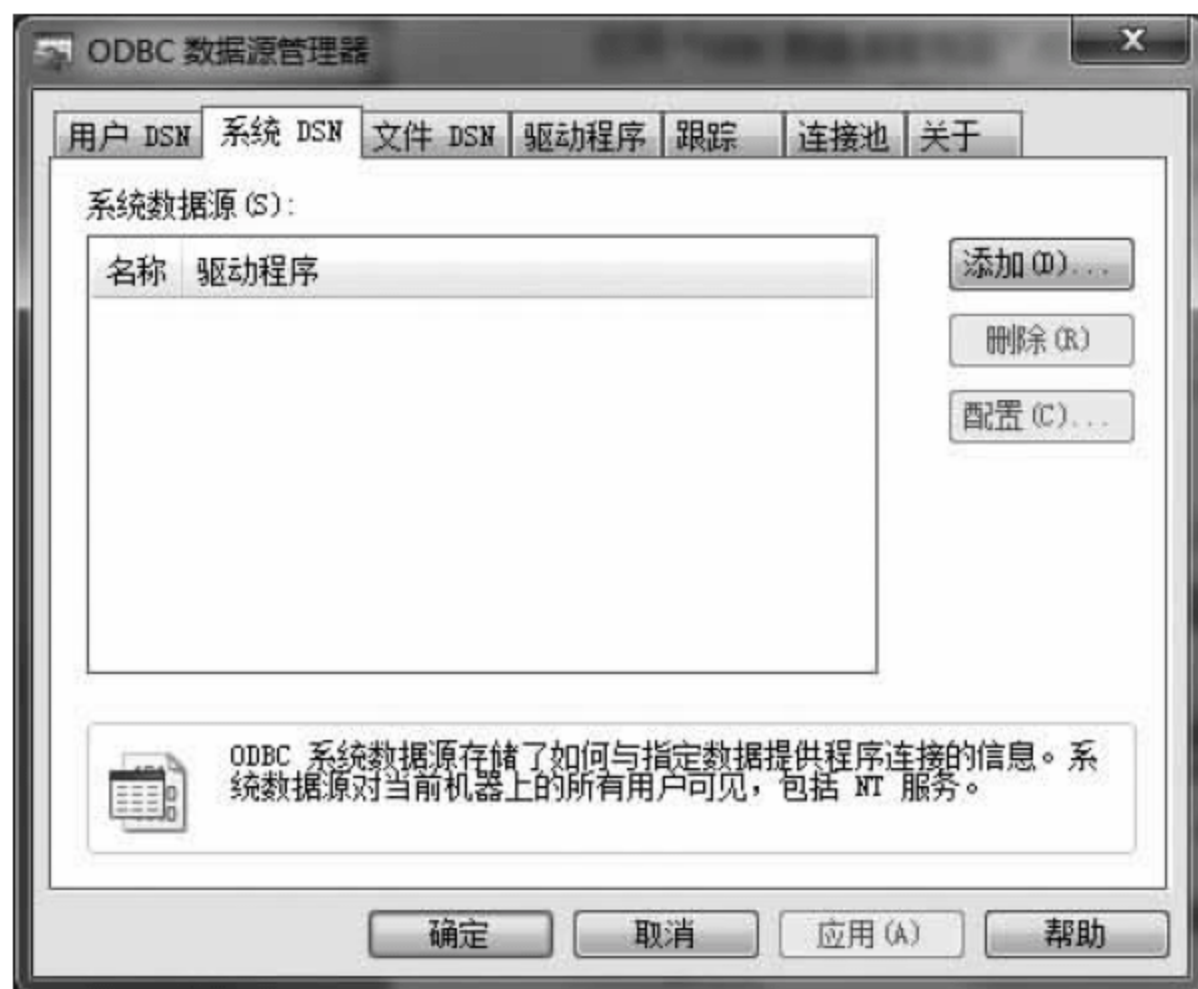 ODBC 数据源管理器
用户 DSN 系统 DSN 文件 DSN 驱动程序 跟踪 连接池 关于
系统数据源(S):
名称 驱动程序
添加(D)...
删除(R)
配置(C)...
ODBC 系统数据源存储了如何与指定数据提供程序连接的信息。系
统数据源对当前机器上的所有用户可见，包括 NT 服务。
确定 取消 应用(A) 帮助